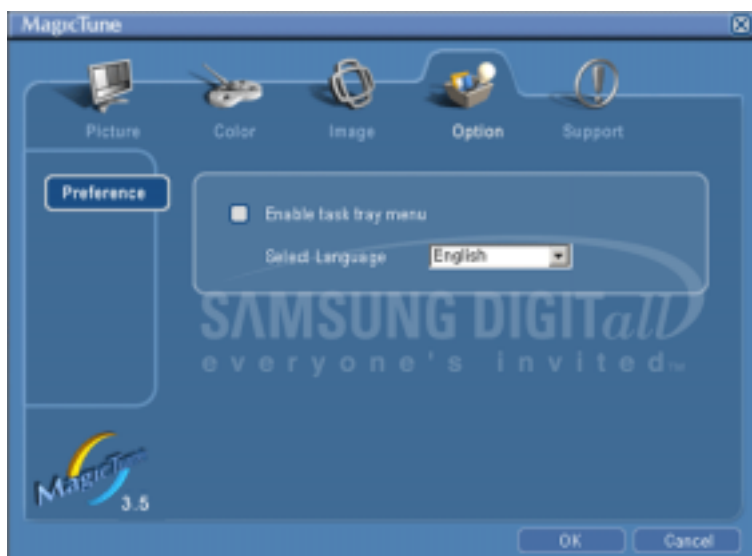 MagicTune
Picture
Color
Image
Option
Support
Preference
Enable task tray menu
Select Language
English
SAMSUNG DIGITall
everyone's invited™
MagicTune
3.5
OK
Cancel